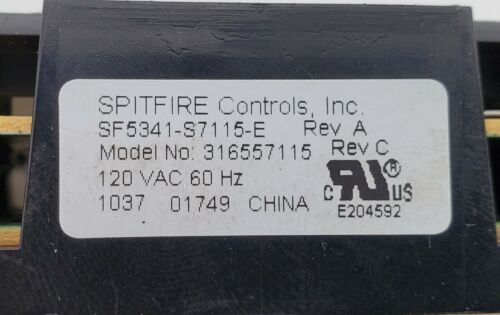 SPITFIRE Controls, Inc.
SF5341-S7115-E Rev A
Model No: 316557115 Rev C
120 VAC 60 Hz
1037 01749 CHINA
C RU ® US
E204592